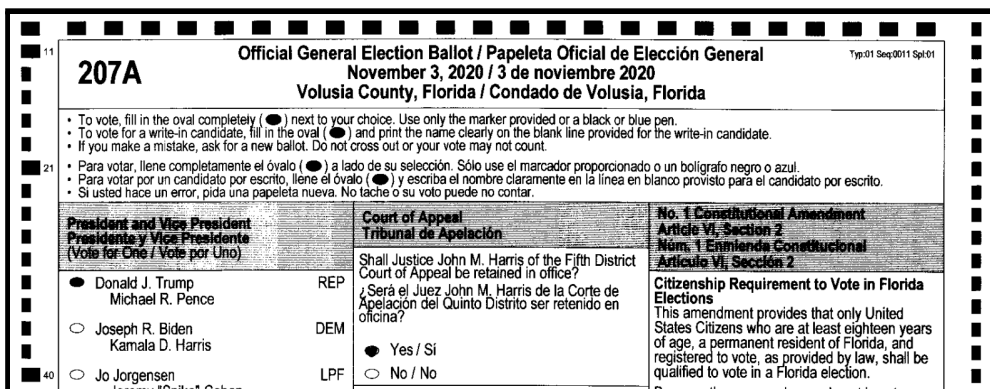 11
207A
Official General Election Ballot / Papeleta Oficial de Elección General
November 3, 2020 / 3 de noviembre 2020
Volusia County, Florida / Condado de Volusia, Florida
Typ:01 Seq:0011 Spl:01
• To vote, fill in the oval completely ( ) next to your choice. Use only the marker provided or a black or blue pen.
• To vote for a write-in candidate, fill in the oval ( ) and print the name clearly on the blank line provided for the write-in candidate.
• If you make a mistake, ask for a new ballot. Do not cross out or your vote may not count.
21
• Para votar, llene completamente el óvalo ( ) a lado de su selección. Sólo use el marcador proporcionado o un bolígrafo negro o azul.
• Para votar por un candidato por escrito, llene el óvalo ( ) y escriba el nombre claramente en la línea en blanco provisto para el candidato por escrito.
• Si usted hace un error, pida una papeleta nueva. No tache o su voto puede no contar.
President and Vice President
Presidente y Vice Presidente
(Vote for One / Vote por Uno)
Donald J. Trump REP
Michael R. Pence
Joseph R. Biden DEM
Kamala D. Harris
40
Jo Jorgensen LPF
Jeremy "Spike" Cohen
Court of Appeal
Tribunal de Apelación
Shall Justice John M. Harris of the Fifth District
Court of Appeal be retained in office?
¿Será el Juez John M. Harris de la Corte de
Apelación del Quinto Distrito ser retenido en
oficina?
Yes / Sí
No / No
No. 1 Constitutional Amendment
Article VI, Section 2
Núm. 1 Enmienda Constitucional
Artículo VI, Sección 2
Citizenship Requirement to Vote in Florida
Elections
This amendment provides that only United
States Citizens who are at least eighteen years
of age, a permanent resident of Florida, and
registered to vote, as provided by law, shall be
qualified to vote in a Florida election.